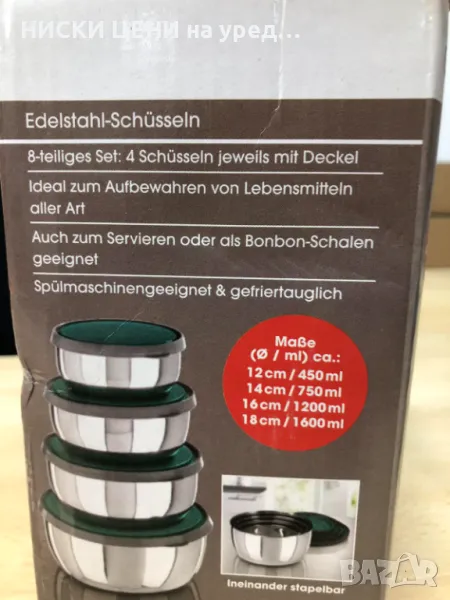 НИСКИ ЦЕНИ на уред...
Edelstahl-Schüsseln
8-teiliges Set: 4 Schüsseln jeweils mit Deckel
Ideal zum Aufbewahren von Lebensmitteln
aller Art
Auch zum Servieren oder als Bonbon-Schalen
geeignet
Spülmaschinengeeignet & gefriertauglich
Maße
(Ø / ml) ca.:
12 cm / 450 ml
14 cm / 750 ml
16 cm / 1200 ml
18 cm / 1600 ml
Ineinander stapelbar
BAZAR